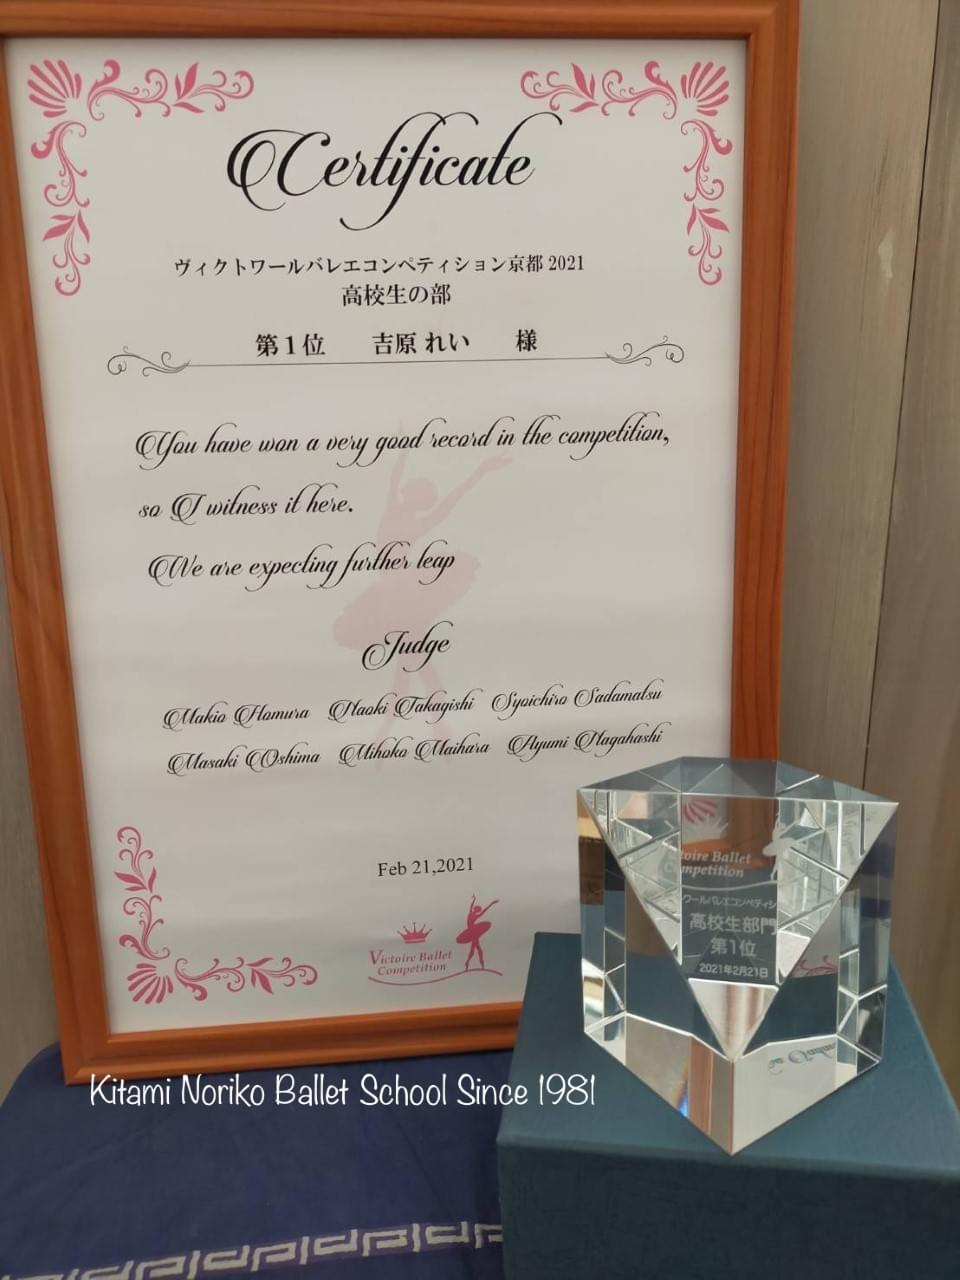 Certificate
ヴィクトワールバレエコンペティション京都 2021
高校生の部
第1位 吉原 れい 様
You have won a very good record in the competition,
so I witness it here.
We are expecting further leap
Judge
Makio Homura Naoki Takagishi Syoichiro Sadamatsu
Masaki Oshima Mihoko Maihara Ayumi Nagahashi
Feb 21,2021
Victoire Ballet
Competition
toire Ballet
Competition
ワールバレエコンペティシ
高校生部門
第1位
2021年2月21日
Kitami Noriko Ballet School Since 1981